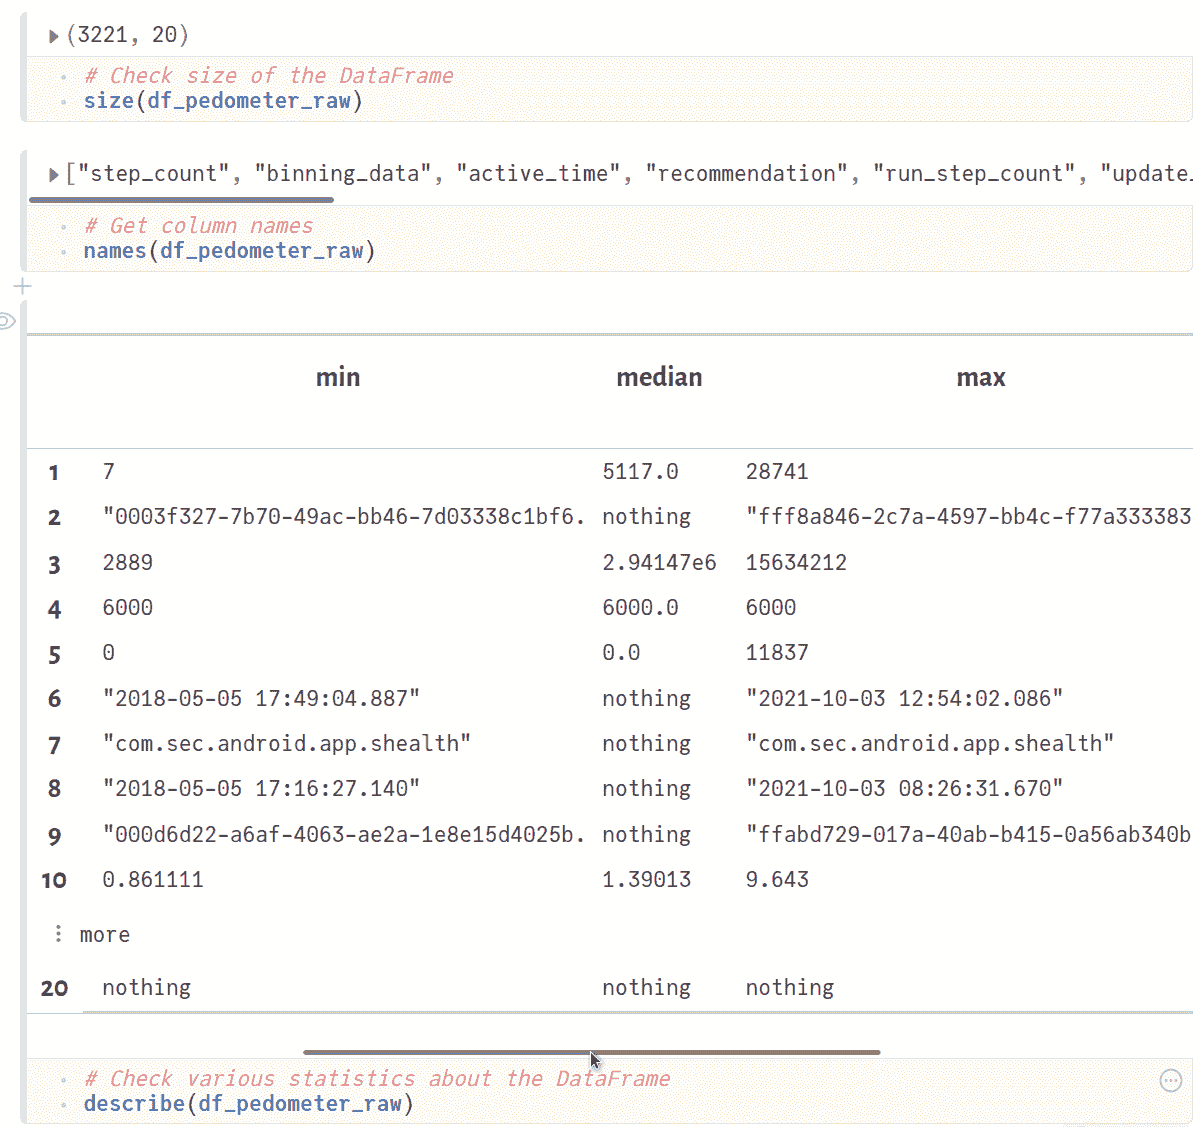 (3221, 20)
# Check size of the DataFrame
size(df_pedometer_raw)
["step_count", "binning_data", "active_time", "recommendation", "run_step_count", "update_
# Get column names
names(df_pedometer_raw)
min median max
1 7 5117.0 28741
2 "0003f327-7b70-49ac-bb46-7d03338c1bf6. nothing "fff8a846-2c7a-4597-bb4c-f77a333383
3 2889 2.94147e6 15634212
4 6000 6000.0 6000
5 0 0.0 11837
6 "2018-05-05 17:49:04.887" nothing "2021-10-03 12:54:02.086"
7 "com.sec.android.app.shealth" nothing "com.sec.android.app.shealth"
8 "2018-05-05 17:16:27.140" nothing "2021-10-03 08:26:31.670"
9 "000d6d22-a6af-4063-ae2a-1e8e15d4025b. nothing "ffabd729-017a-40ab-b415-0a56ab340b
10 0.861111 1.39013 9.643
⋮ more
20 nothing nothing nothing
# Check various statistics about the DataFrame
describe(df_pedometer_raw)